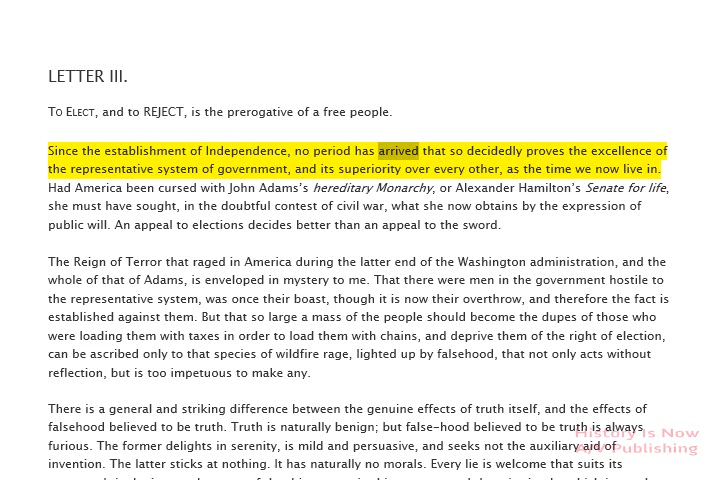 LETTER III.
To Elect, and to REJECT, is the prerogative of a free people.
Since the establishment of Independence, no period has arrived that so decidedly proves the excellence of
the representative system of government, and its superiority over every other, as the time we now live in.
Had America been cursed with John Adams's hereditary Monarchy, or Alexander Hamilton's Senate for life,
she must have sought, in the doubtful contest of civil war, what she now obtains by the expression of
public will. An appeal to elections decides better than an appeal to the sword.
The Reign of Terror that raged in America during the latter end of the Washington administration, and the
whole of that of Adams, is enveloped in mystery to me. That there were men in the government hostile to
the representative system, was once their boast, though it is now their overthrow, and therefore the fact is
established against them. But that so large a mass of the people should become the dupes of those who
were loading them with taxes in order to load them with chains, and deprive them of the right of election,
can be ascribed only to that species of wildfire rage, lighted up by falsehood, that not only acts without
reflection, but is too impetuous to make any.
There is a general and striking difference between the genuine effects of truth itself, and the effects of
falsehood believed to be truth. Truth is naturally benign; but false-hood believed to be truth is always
furious. The former delights in serenity, is mild and persuasive, and seeks not the auxiliary aid of
invention. The latter sticks at nothing. It has naturally no morals. Every lie is welcome that suits its
History Is Now
A/V Publishing